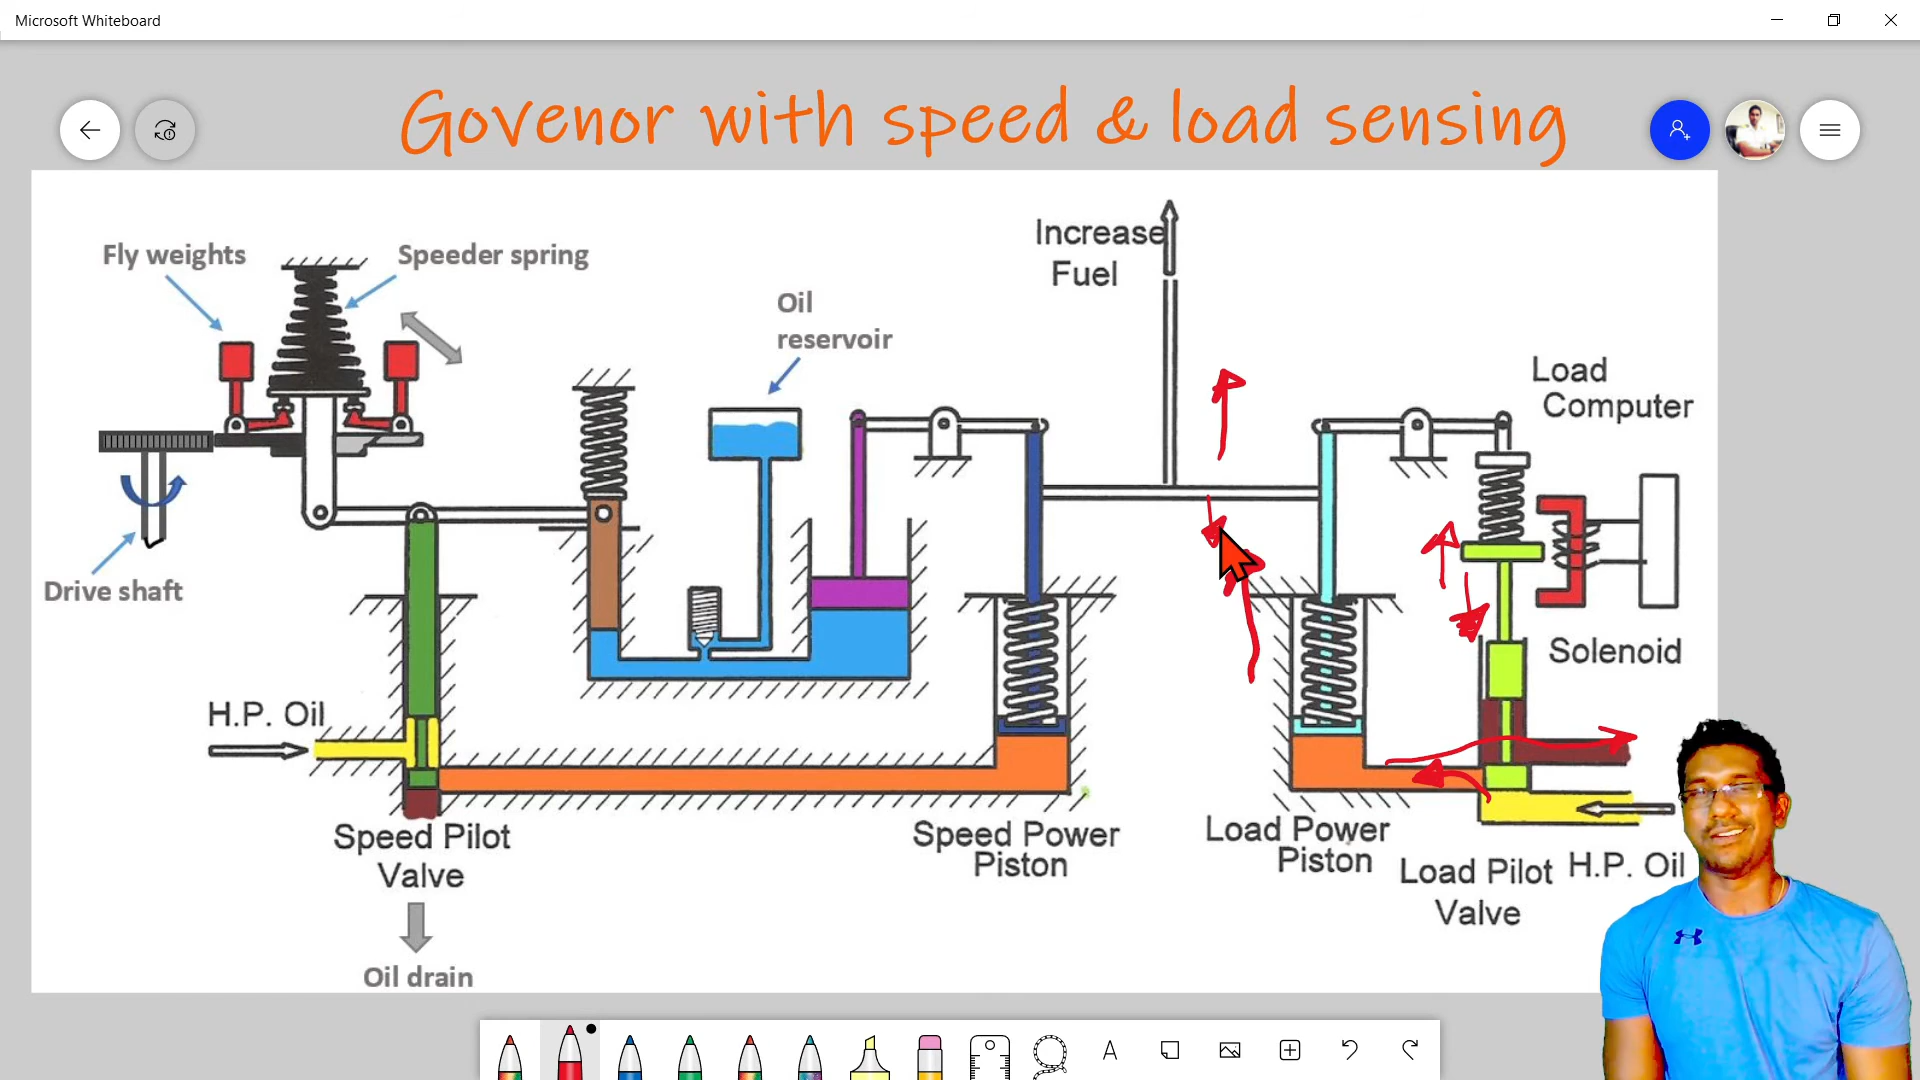 Microsoft Whiteboard
Govenor with speed & load sensing
Fly weights
Speeder spring
Increase
Fuel
Oil
reservoir
Load
Computer
Drive shaft
Solenoid
H.P. Oil
Speed Pilot
Valve
Speed Power
Piston
Load Power
Piston
Load Pilot
Valve
H.P. Oil
Oil drain